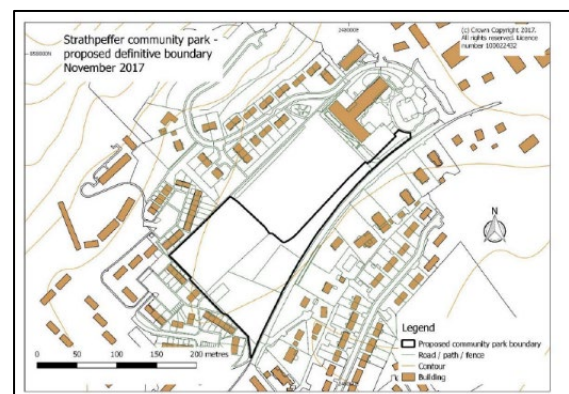 Strathpeffer community park -
proposed definitive boundary
November 2017
(c) Crown Copyright 2017.
All rights reserved. Licence
number 100022432
N
Legend
Proposed community park boundary
Road / path / fence
Contour
Building
0 50 100 150 200 metres